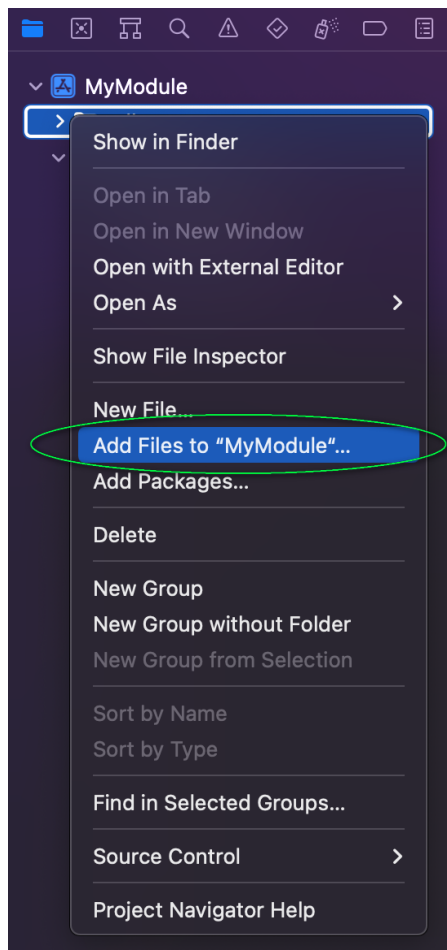 MyModule
Show in Finder
Open in Tab
Open in New Window
Open with External Editor
Open As
Show File Inspector
New File...
Add Files to “MyModule“...
Add Packages...
Delete
New Group
New Group without Folder
New Group from Selection
Sort by Name
Sort by Type
Find in Selected Groups...
Source Control
Project Navigator Help